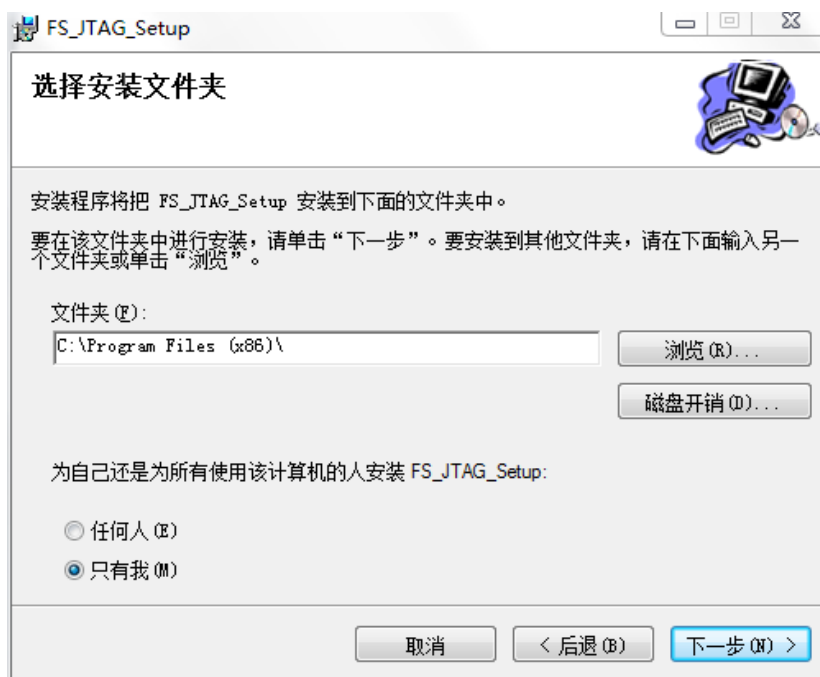 FS_JTAG_Setup
选择安装文件夹
安装程序将把 FS_JTAG_Setup 安装到下面的文件夹中。
要在该文件夹中进行安装，请单击“下一步”。要安装到其他文件夹，请在下面输入另一
个文件夹或单击“浏览”。
文件夹(F):
C:\Program Files (x86)\
浏览(R)...
磁盘开销(D)...
为自己还是为所有使用该计算机的人安装 FS_JTAG_Setup:
任何人(E)
只有我(M)
取消
< 后退(B)
下一步(N) >